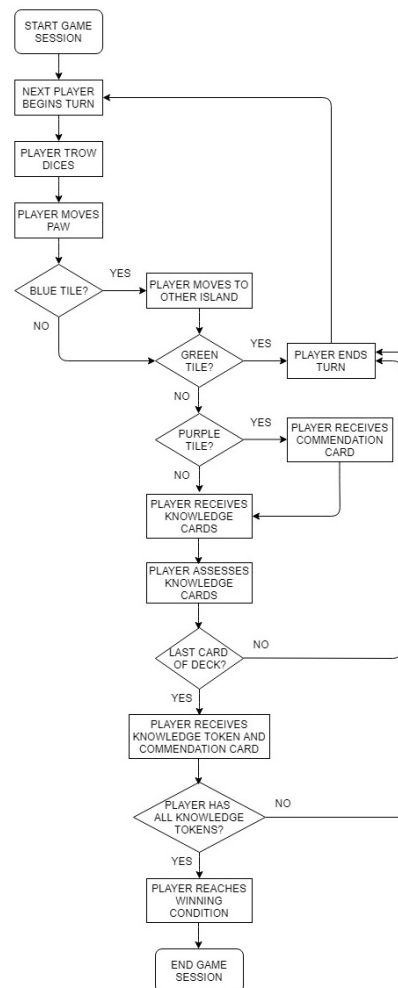 START GAME
SESSION
NEXT PLAYER
BEGINS TURN
PLAYER TROW
DICES
PLAYER MOVES
PAW
BLUE TILE?
YES
NO
PLAYER MOVES TO
OTHER ISLAND
GREEN
TILE?
YES
NO
PLAYER ENDS
TURN
PURPLE
TILE?
YES
NO
PLAYER RECEIVES
COMMENDATION
CARD
PLAYER RECEIVES
KNOWLEDGE
CARDS
PLAYER ASSESSES
KNOWLEDGE
CARDS
LAST CARD
OF DECK?
NO
YES
PLAYER RECEIVES
KNOWLEDGE TOKEN AND
COMMENDATION CARD
PLAYER HAS
ALL KNOWLEDGE
TOKENS?
NO
YES
PLAYER REACHES
WINNING
CONDITION
END GAME
SESSION